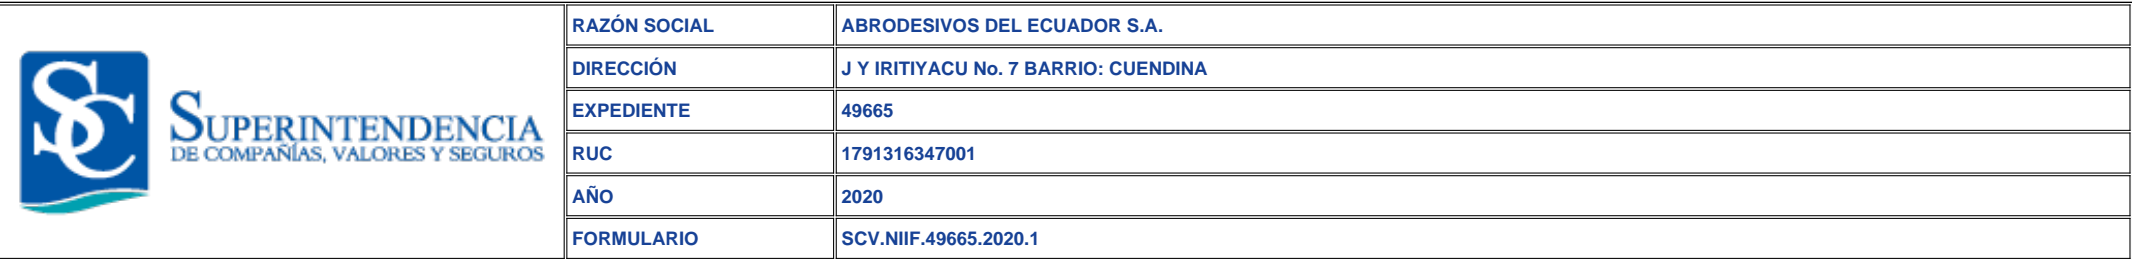 SC
SUPERINTENDENCIA
DE COMPAÑÍAS, VALORES Y SEGUROS
RAZÓN SOCIAL ABRODESIVOS DEL ECUADOR S.A.
DIRECCIÓN J Y IRITIYACU No. 7 BARRIO: CUENDINA
EXPEDIENTE 49665
RUC 1791316347001
AÑO 2020
FORMULARIO SCV.NIIF.49665.2020.1